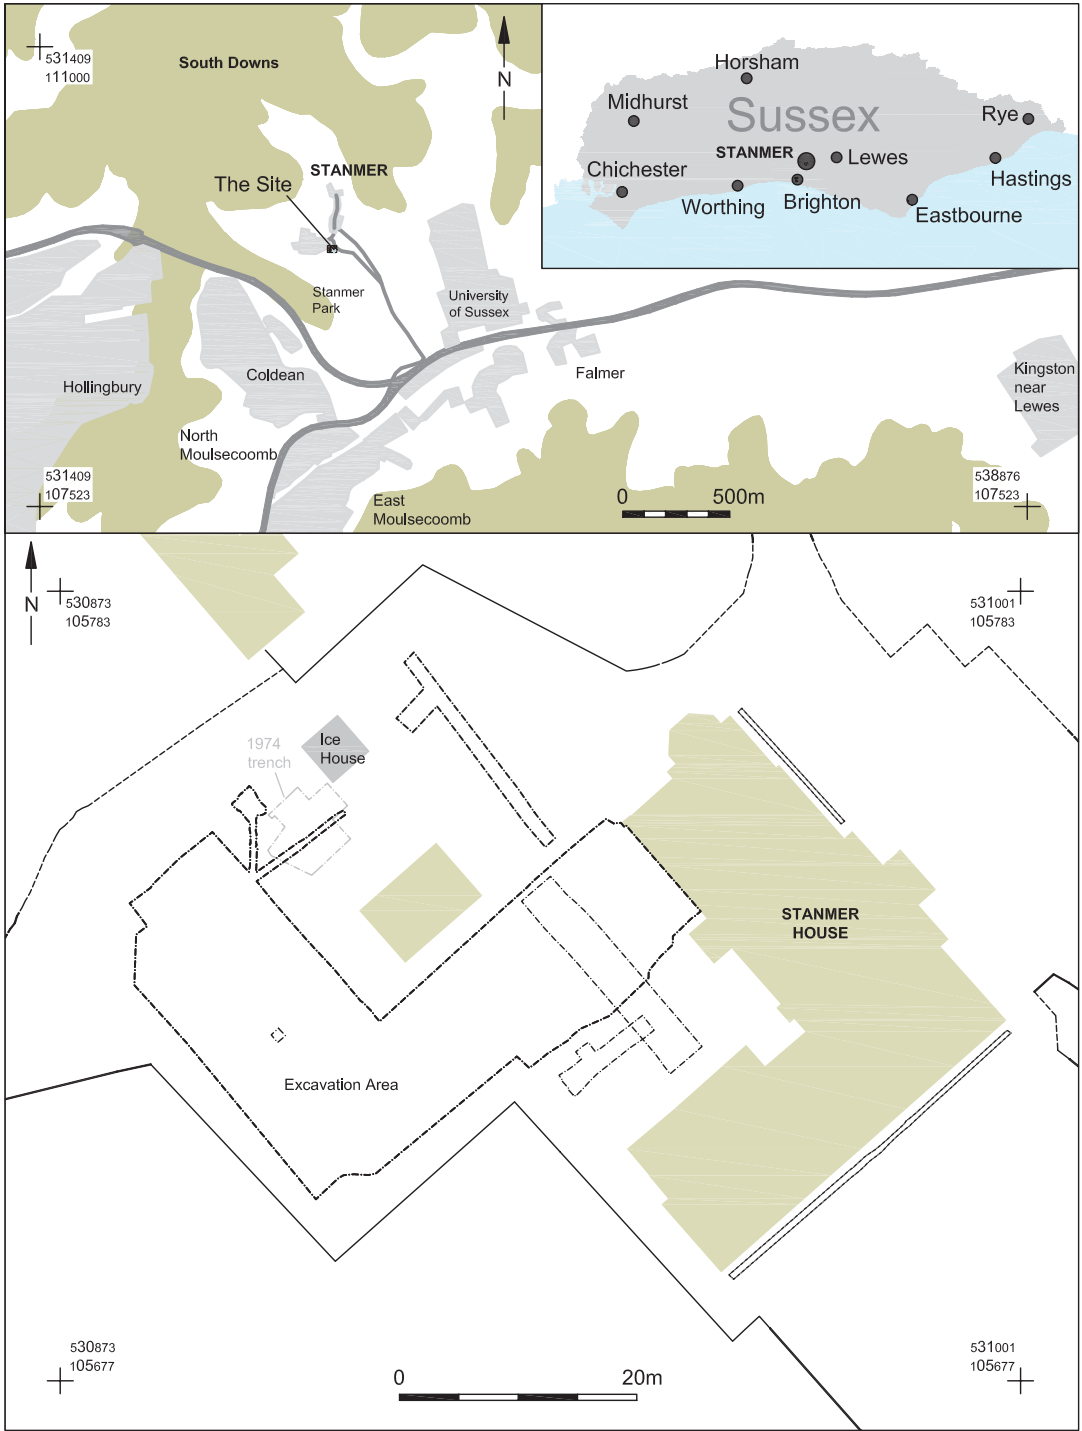 531409
111000
South Downs
N
STANMER
The Site
Stanmer
Park
University
of Sussex
Hollingbury
Coldean
Falmer
Kingston
near
Lewes
North
Moulsecoomb
531409
107523
East
Moulsecoomb
0 500m
538876
107523
Horsham
Midhurst
Sussex
Rye
STANMER
Lewes
Chichester
Hastings
Worthing
Brighton
Eastbourne
N
530873
105783
531001
105783
1974
trench
Ice
House
STANMER
HOUSE
Excavation Area
530873
105677
0 20m
531001
105677